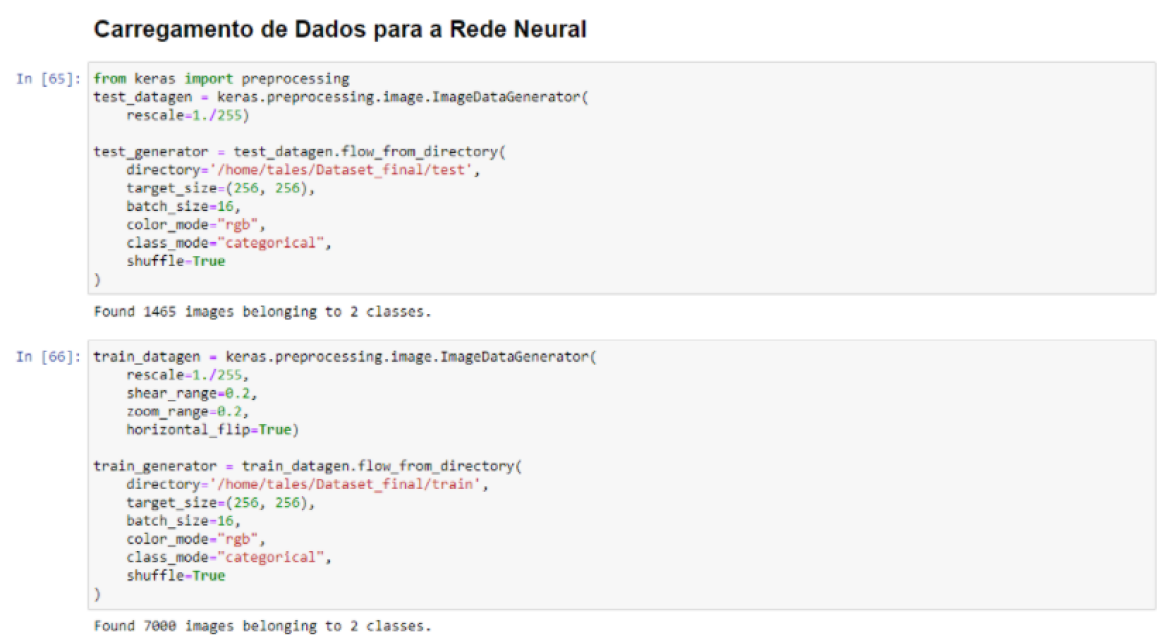 Carregamento de Dados para a Rede Neural
In [65]: from keras import preprocessing
test_datagen = keras.preprocessing.image.ImageDataGenerator(
    rescale=1./255)
test_generator = test_datagen.flow_from_directory(
    directory='/home/tales/Dataset_final/test',
    target_size=(256, 256),
    batch_size=16,
    color_mode="rgb",
    class_mode="categorical",
    shuffle=True
)
Found 1465 images belonging to 2 classes.
In [66]: train_datagen = keras.preprocessing.image.ImageDataGenerator(
    rescale=1./255,
    shear_range=0.2,
    zoom_range=0.2,
    horizontal_flip=True)
train_generator = train_datagen.flow_from_directory(
    directory='/home/tales/Dataset_final/train',
    target_size=(256, 256),
    batch_size=16,
    color_mode="rgb",
    class_mode="categorical",
    shuffle=True
)
Found 7000 images belonging to 2 classes.